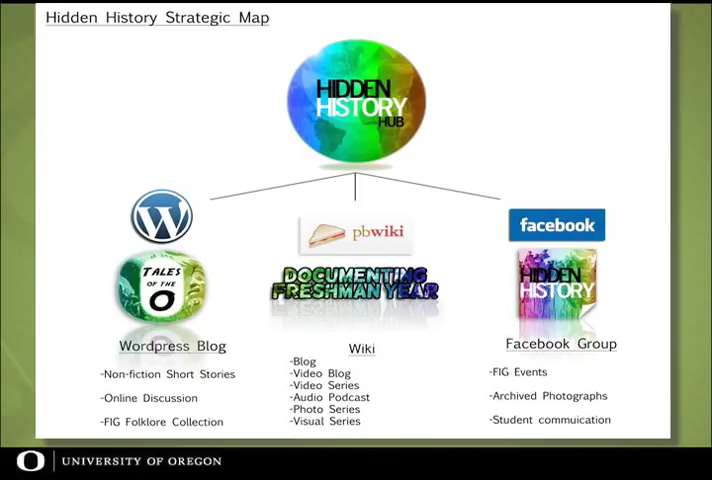 Hidden History Strategic Map
HIDDEN
HISTORY
HUB
W
pbwiki
facebook
TALES
OF THE
O
DOCUMENTING
FRESHMAN YEAR
HIDDEN
HISTORY
Wordpress Blog
-Non-fiction Short Stories
-Online Discussion
-FIG Folklore Collection
Wiki
-Blog
-Video Blog
-Video Series
-Audio Podcast
-Photo Series
-Visual Series
Facebook Group
-FIG Events
-Archived Photographs
-Student commuication
O UNIVERSITY OF OREGON